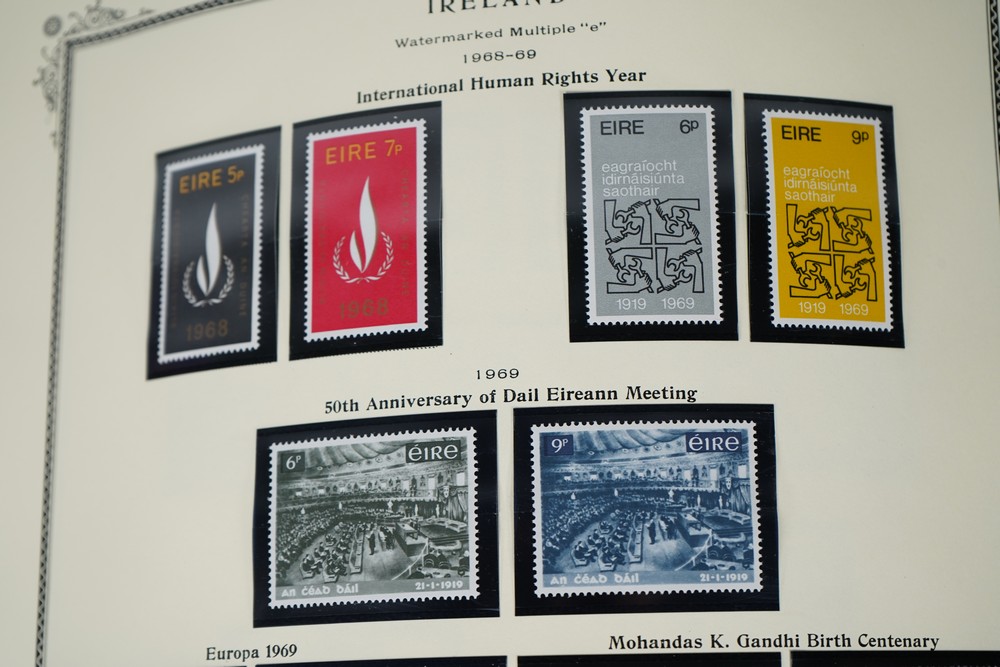 IRELAND
Watermarked Multiple "e"
1968-69
International Human Rights Year
EIRE 5P
1968
EIRE 7P
1968
EIRE 6p
eagraíocht
idirnáisiúnta
saothair
1919 1969
EIRE 9p
eagraíocht
idirnáisiúnta
saothair
1919 1969
1969
50th Anniversary of Dail Eireann Meeting
6P éire
an ċéad dáil 21-1-1919
9P éire
an ċéad dáil 21-1-1919
Europa 1969
Mohandas K. Gandhi Birth Centenary